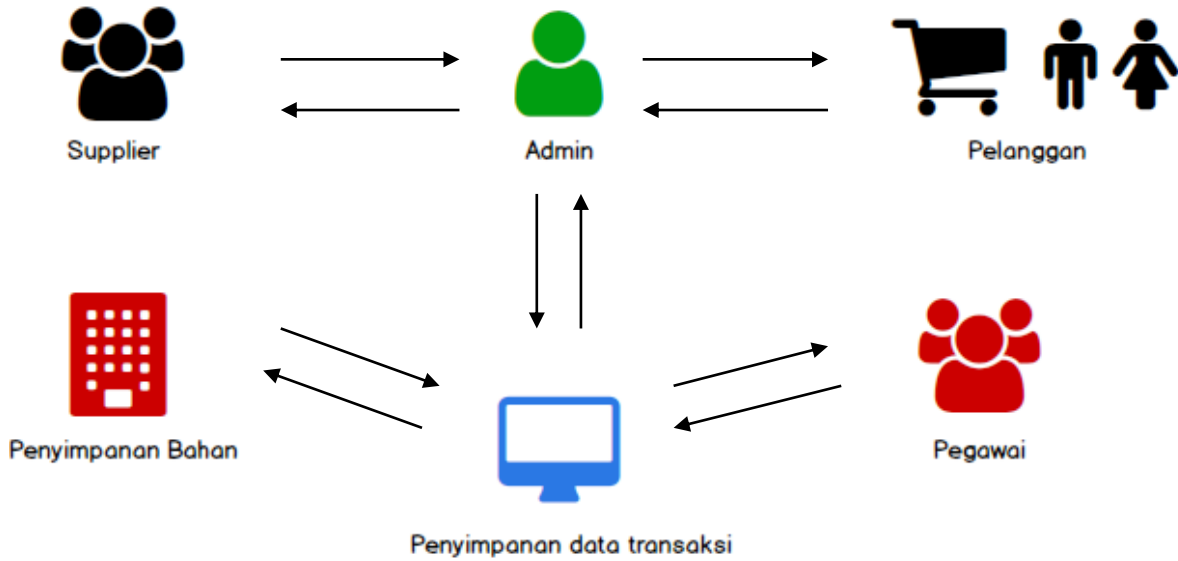 Supplier
Admin
Pelanggan
Penyimpanan Bahan
Pegawai
Penyimpanan data transaksi